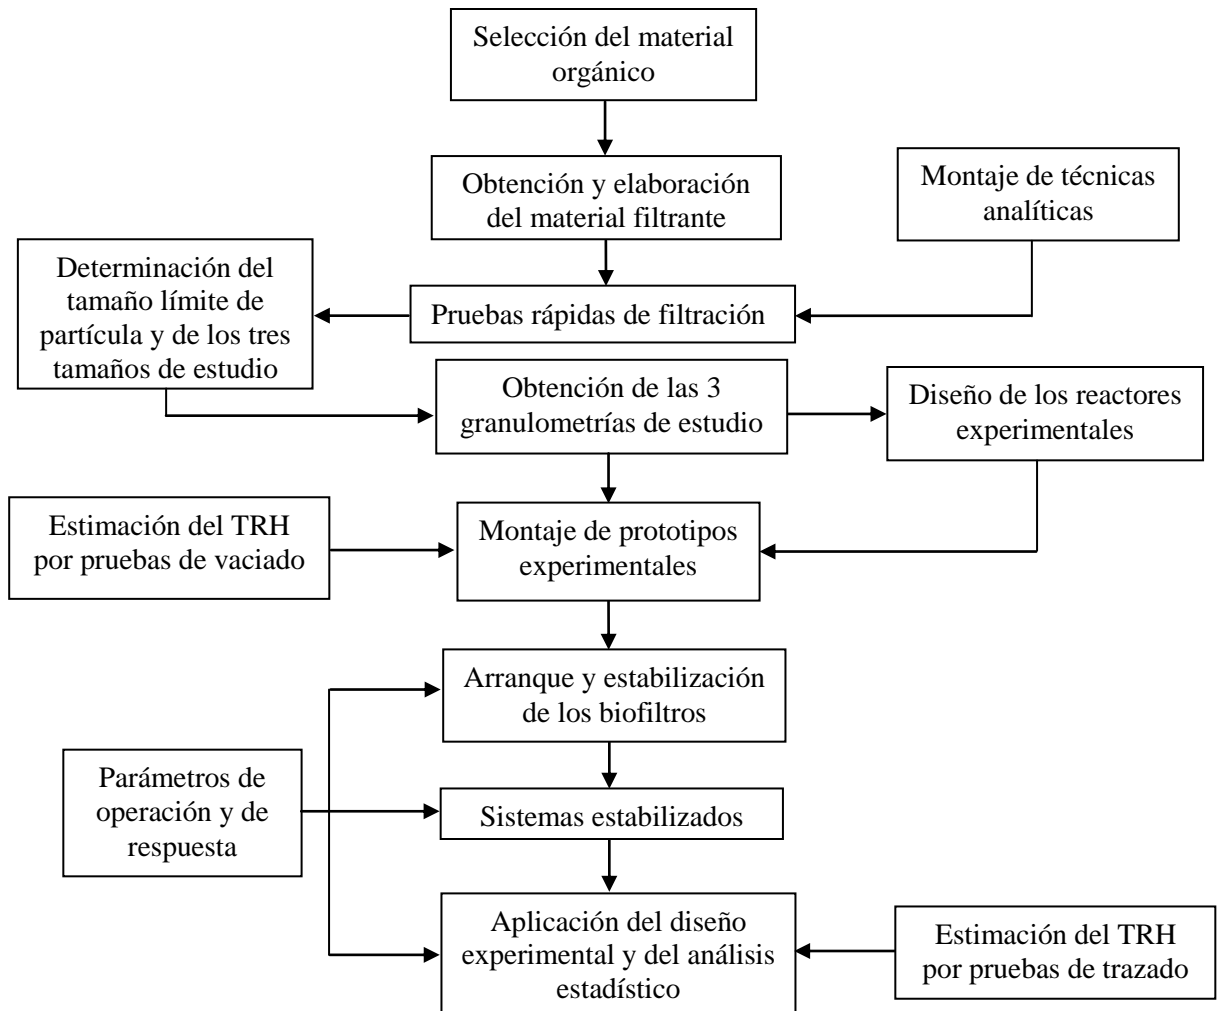 Selección del material
orgánico
Obtención y elaboración
del material filtrante
Montaje de técnicas
analíticas
Determinación del
tamaño límite de
partícula y de los tres
tamaños de estudio
Pruebas rápidas de filtración
Obtención de las 3
granulometrías de estudio
Diseño de los reactores
experimentales
Estimación del TRH
por pruebas de vaciado
Montaje de prototipos
experimentales
Arranque y estabilización
de los biofiltros
Parámetros de
operación y de
respuesta
Sistemas estabilizados
Aplicación del diseño
experimental y del análisis
estadístico
Estimación del TRH
por pruebas de trazado